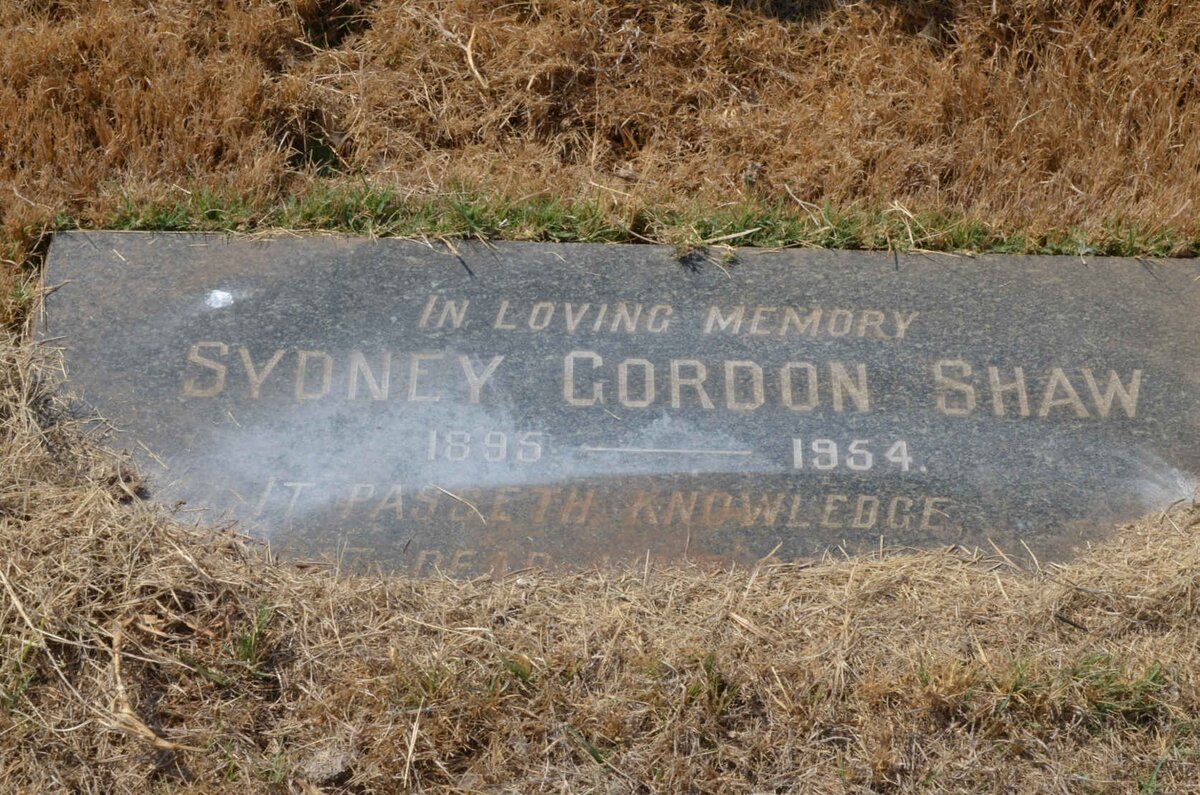 IN LOVING MEMORY
SYDNEY GORDON SHAW
1895 — 1954.
IT PASSETH KNOWLEDGE,